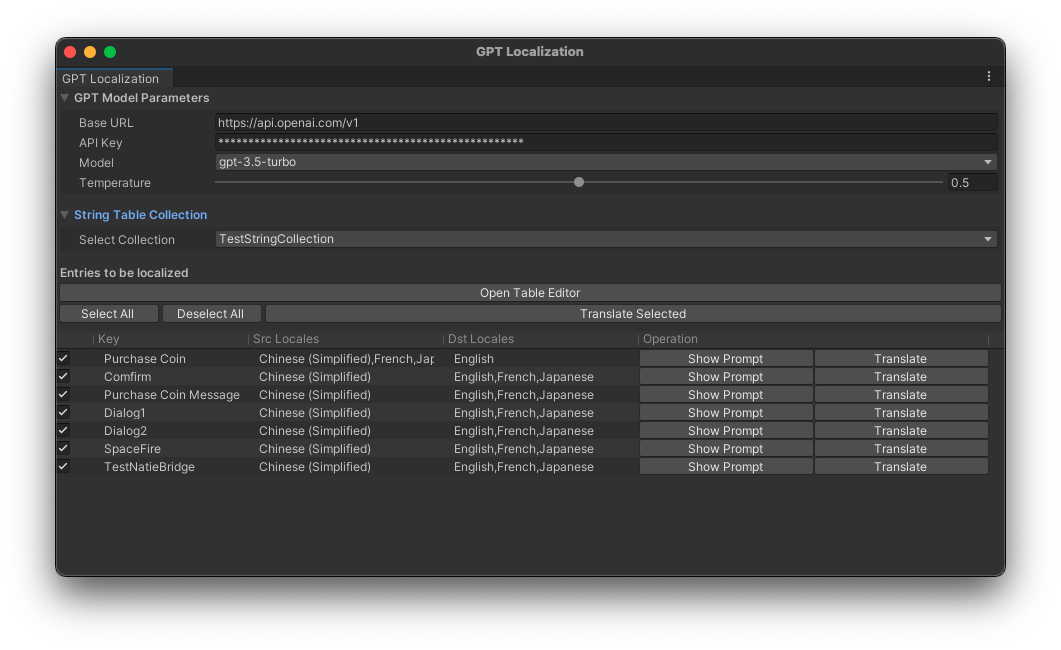 GPT Localization
GPT Localization
GPT Model Parameters
Base URL https://api.openai.com/v1
API Key ***************************************************
Model gpt-3.5-turbo
Temperature 0.5
String Table Collection
Select Collection TestStringCollection
Entries to be localized
Open Table Editor
Select All Deselect All Translate Selected
Key Src Locales Dst Locales Operation
Purchase Coin Chinese (Simplified),French,Jap English Show Prompt Translate
Comfirm Chinese (Simplified) English,French,Japanese Show Prompt Translate
Purchase Coin Message Chinese (Simplified) English,French,Japanese Show Prompt Translate
Dialog1 Chinese (Simplified) English,French,Japanese Show Prompt Translate
Dialog2 Chinese (Simplified) English,French,Japanese Show Prompt Translate
SpaceFire Chinese (Simplified) English,French,Japanese Show Prompt Translate
TestNatieBridge Chinese (Simplified) English,French,Japanese Show Prompt Translate